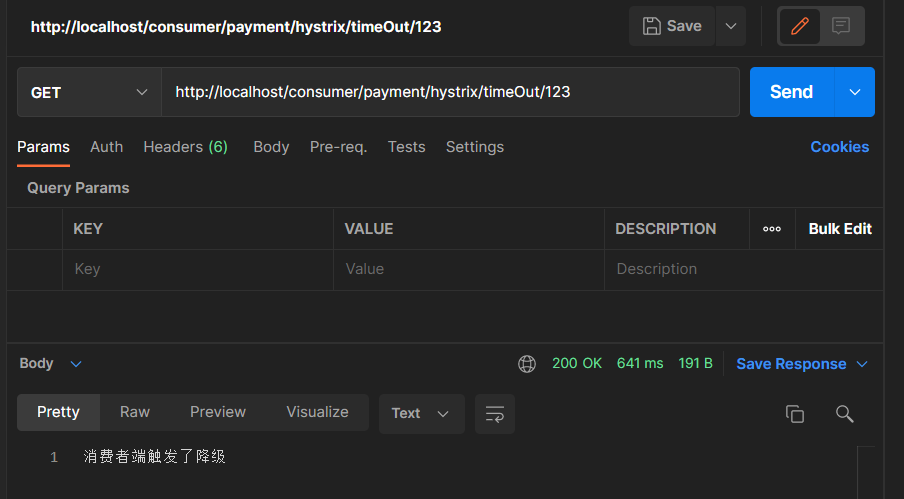 http://localhost/consumer/payment/hystrix/timeOut/123
Save
GET
http://localhost/consumer/payment/hystrix/timeOut/123
Send
Params Auth Headers (6) Body Pre-req. Tests Settings Cookies
Query Params
KEY VALUE DESCRIPTION ooo Bulk Edit
Key Value Description
Body 200 OK 641 ms 191 B Save Response
Pretty Raw Preview Visualize Text
1 消费者端触发了降级